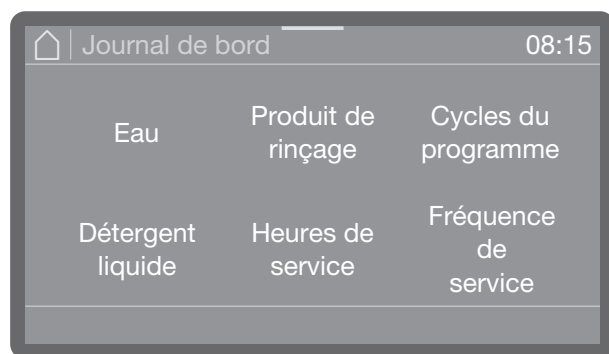 Journal de bord 08:15
Eau
Produit de
rinçage
Cycles du
programme
Détergent
liquide
Heures de
service
Fréquence
de
service